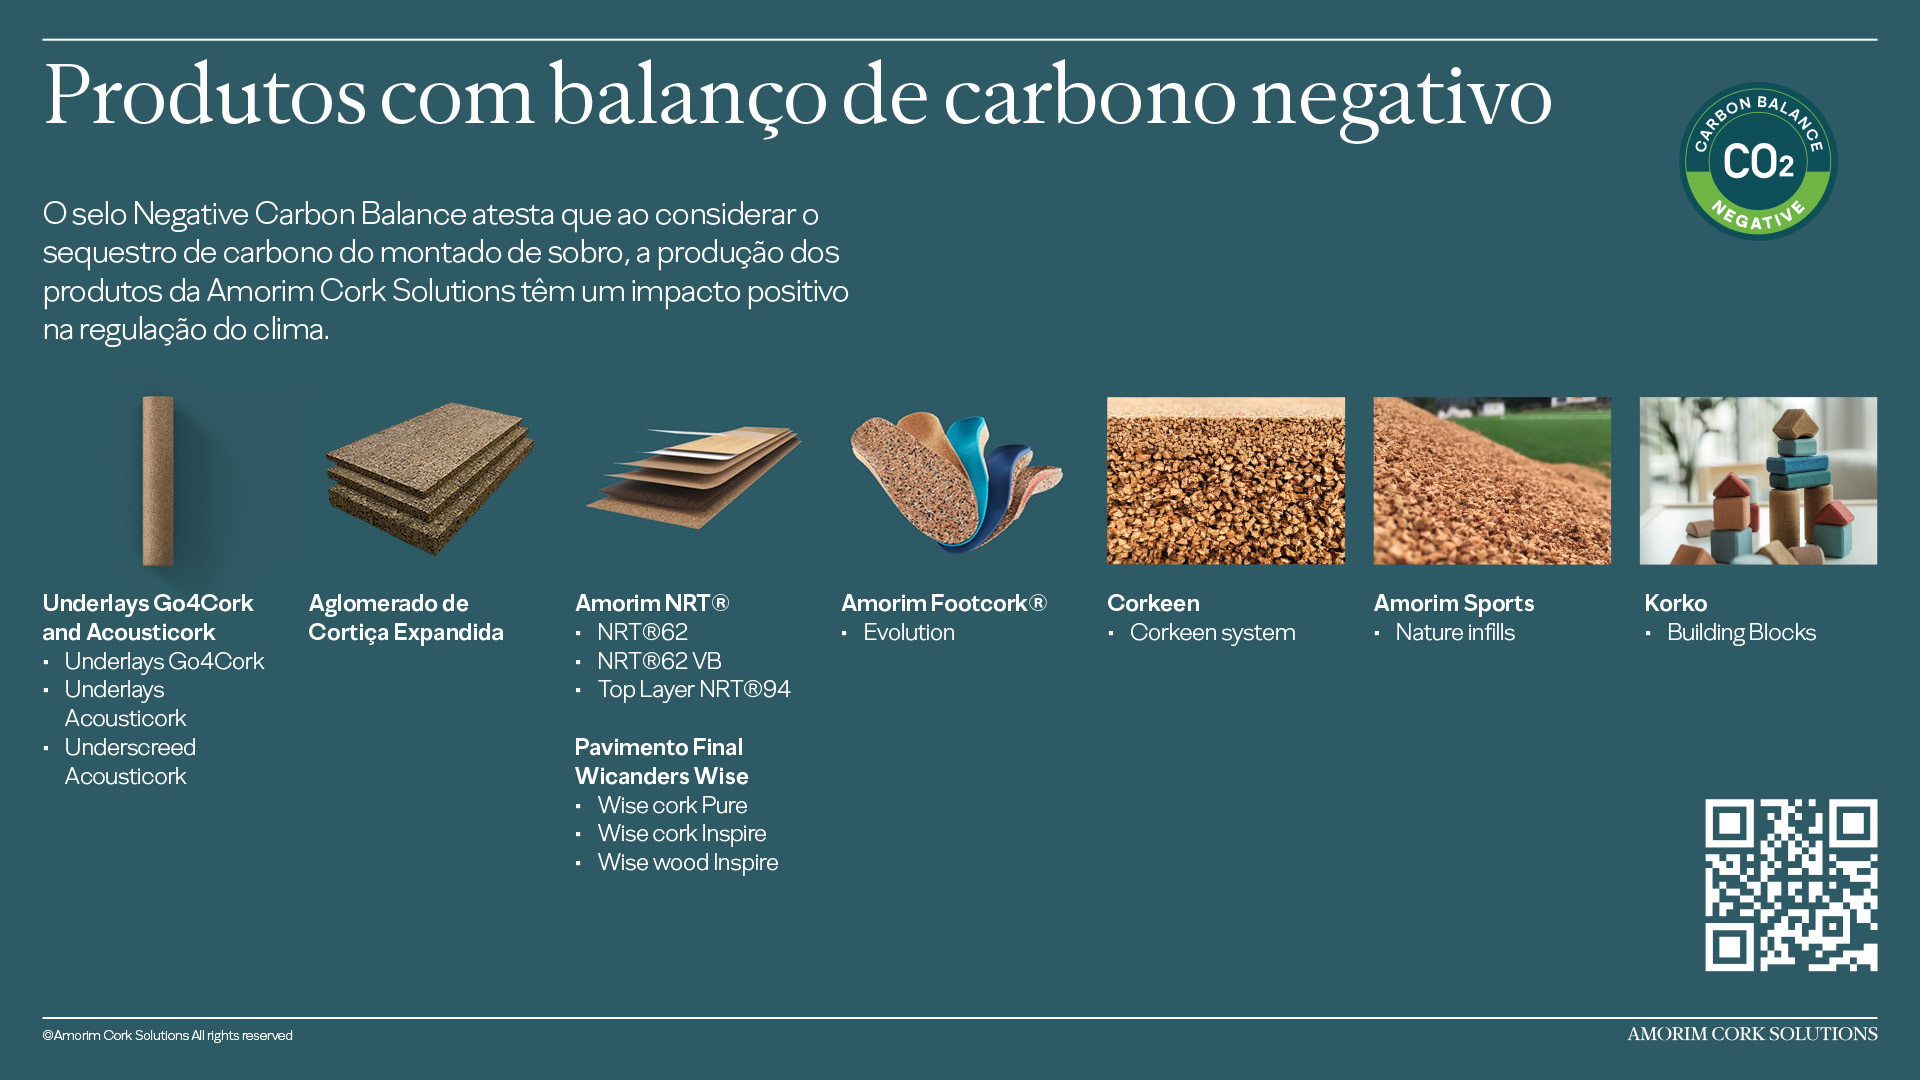 Produtos com balanço de carbono negativo
CARBON BALANCE
CO2
NEGATIVE
O selo Negative Carbon Balance atesta que ao considerar o
sequestro de carbono do montado de sobro, a produção dos
produtos da Amorim Cork Solutions têm um impacto positivo
na regulação do clima.
Underlays Go4Cork
and Acousticork
• Underlays Go4Cork
• Underlays
Acousticork
• Underscreed
Acousticork
Aglomerado de
Cortiça Expandida
Amorim NRT®
• NRT®62
• NRT®62 VB
• Top Layer NRT®94
Pavimento Final
Wicanders Wise
• Wise cork Pure
• Wise cork Inspire
• Wise wood Inspire
Amorim Footcork®
• Evolution
Corkeen
• Corkeen system
Amorim Sports
• Nature infills
Korko
• Building Blocks
©Amorim Cork Solutions All rights reserved
AMORIM CORK SOLUTIONS